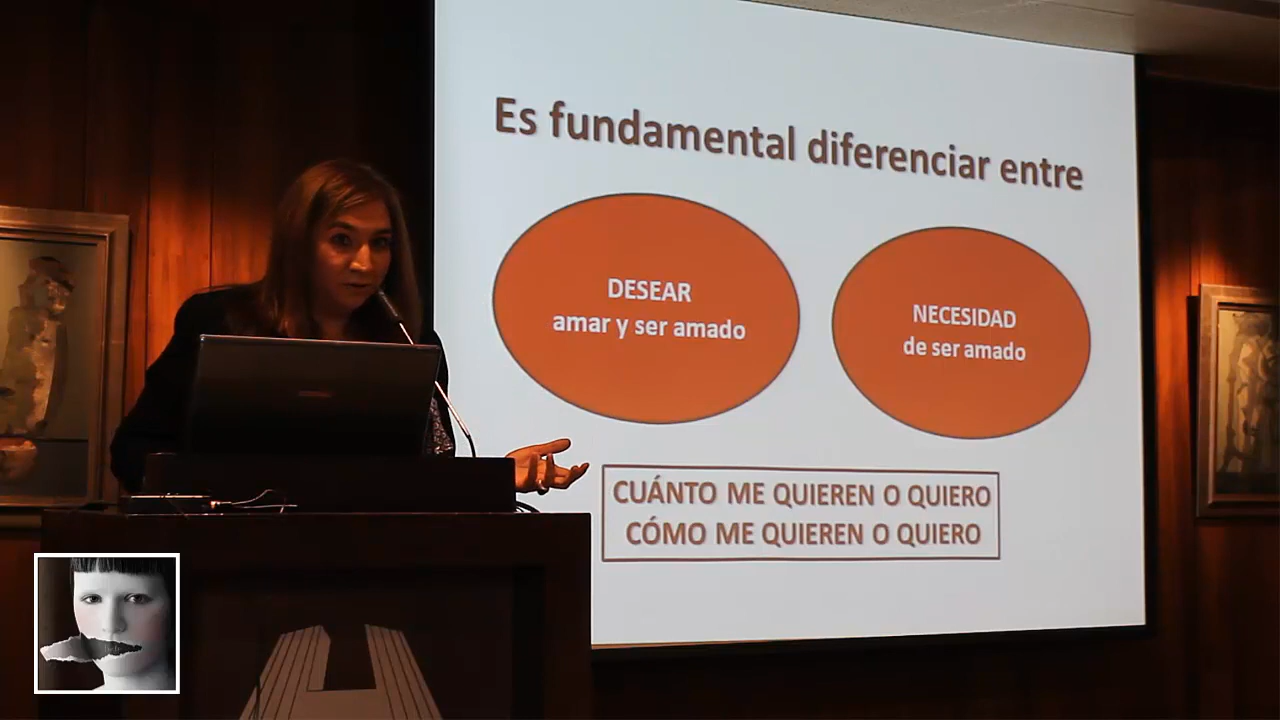 Es fundamental diferenciar entre
DESEAR
amar y ser amado
NECESIDAD
de ser amado
CUÁNTO ME QUIEREN O QUIERO
CÓMO ME QUIEREN O QUIERO